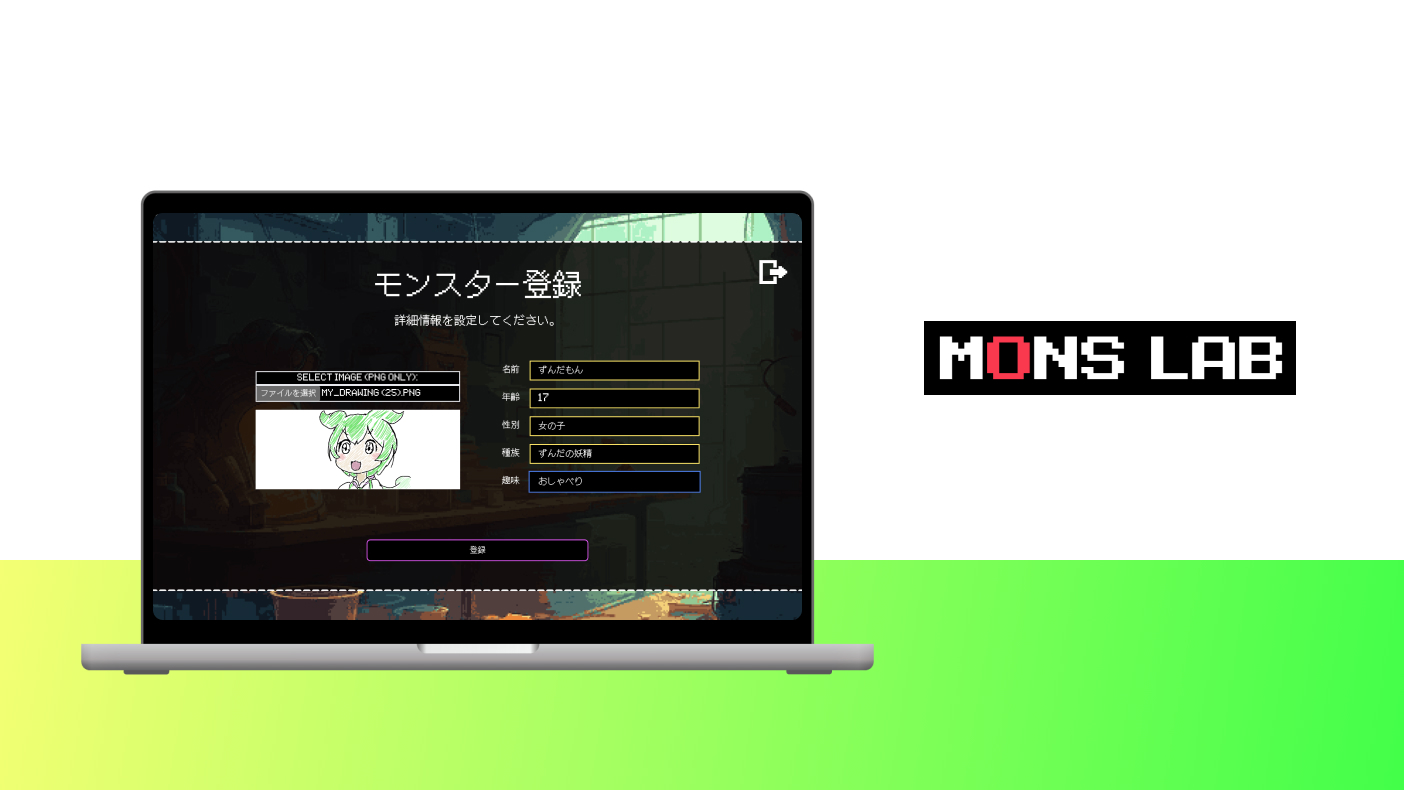 モンスター登録
詳細情報を設定してください。
SELECT IMAGE (PNG ONLY):
ファイルを選択 MY_DRAWING (25).PNG
名前 ずんだもん
年齢 17
性別 女の子
種族 ずんだの妖精
趣味 おしゃべり
登録
MONS LAB